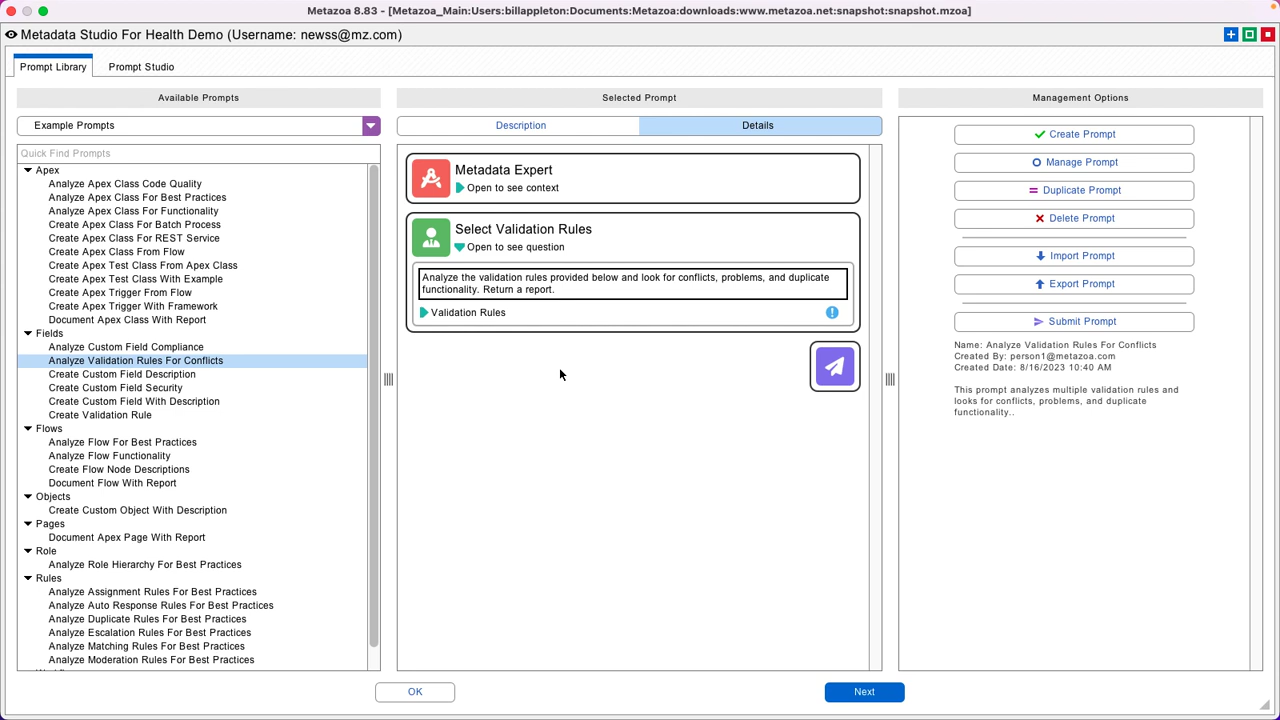 Metazoa 8.83 - [Metazoa_Main:Users:billappleton:Documents:Metazoa:downloads:www.metazoa.net:snapshot:snapshot.mzoa]
Metadata Studio For Health Demo (Username: newss@mz.com)
Prompt Library
Prompt Studio
Available Prompts
Example Prompts
Quick Find Prompts
Apex
Analyze Apex Class Code Quality
Analyze Apex Class For Best Practices
Analyze Apex Class For Functionality
Create Apex Class For Batch Process
Create Apex Class For REST Service
Create Apex Class From Flow
Create Apex Test Class From Apex Class
Create Apex Test Class With Example
Create Apex Trigger From Flow
Create Apex Trigger With Framework
Document Apex Class With Report
Fields
Analyze Custom Field Compliance
Analyze Validation Rules For Conflicts
Create Custom Field Description
Create Custom Field Security
Create Custom Field With Description
Create Validation Rule
Flows
Analyze Flow For Best Practices
Analyze Flow Functionality
Create Flow Node Descriptions
Document Flow With Report
Objects
Create Custom Object With Description
Pages
Document Apex Page With Report
Role
Analyze Role Hierarchy For Best Practices
Rules
Analyze Assignment Rules For Best Practices
Analyze Auto Response Rules For Best Practices
Analyze Duplicate Rules For Best Practices
Analyze Escalation Rules For Best Practices
Analyze Matching Rules For Best Practices
Analyze Moderation Rules For Best Practices
Selected Prompt
Description
Details
Metadata Expert
Open to see context
Select Validation Rules
Open to see question
Analyze the validation rules provided below and look for conflicts, problems, and duplicate
functionality. Return a report.
Validation Rules
Management Options
Create Prompt
Manage Prompt
Duplicate Prompt
Delete Prompt
Import Prompt
Export Prompt
Submit Prompt
Name: Analyze Validation Rules For Conflicts
Created By: person1@metazoa.com
Created Date: 8/16/2023 10:40 AM
This prompt analyzes multiple validation rules and
looks for conflicts, problems, and duplicate
functionality..
OK
Next